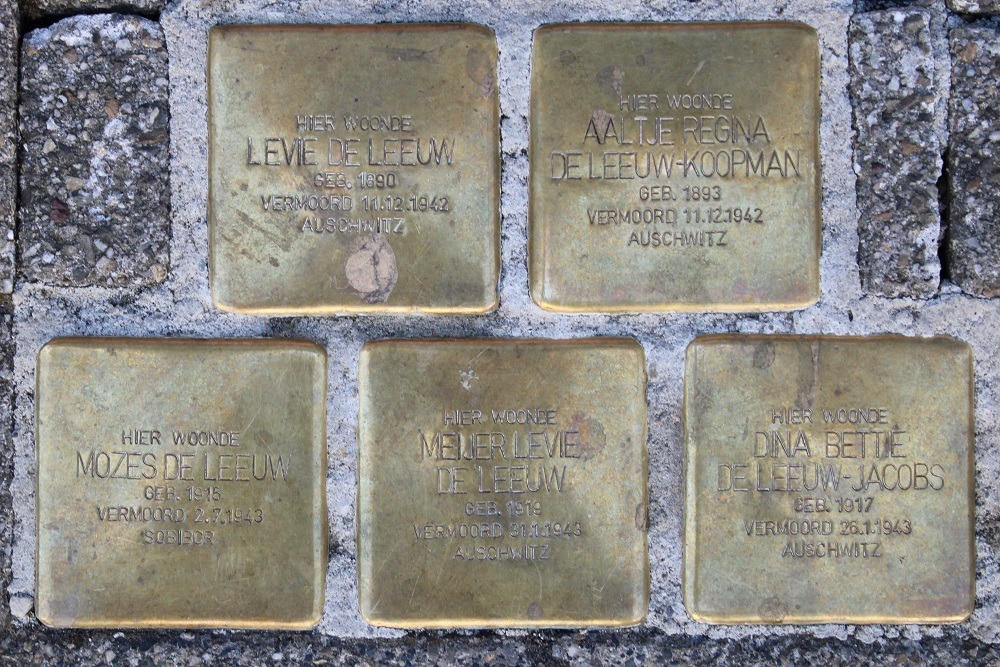 HIER WOONDE
LEVIE DE LEEUW
GEB. 1890
VERMOORD 11.12.1942
AUSCHWITZ
HIER WOONDE
AALTJE REGINA
DE LEEUW-KOOPMAN
GEB. 1893
VERMOORD 11.12.1942
AUSCHWITZ
HIER WOONDE
MOZES DE LEEUW
GEB. 1915
VERMOORD 2.7.1943
SOBIBOR
HIER WOONDE
MEIJER LEVIE
DE LEEUW
GEB. 1919
VERMOORD 31.1.1943
AUSCHWITZ
HIER WOONDE
DINA BETTIE
DE LEEUW-JACOBS
GEB. 1917
VERMOORD 26.1.1943
AUSCHWITZ